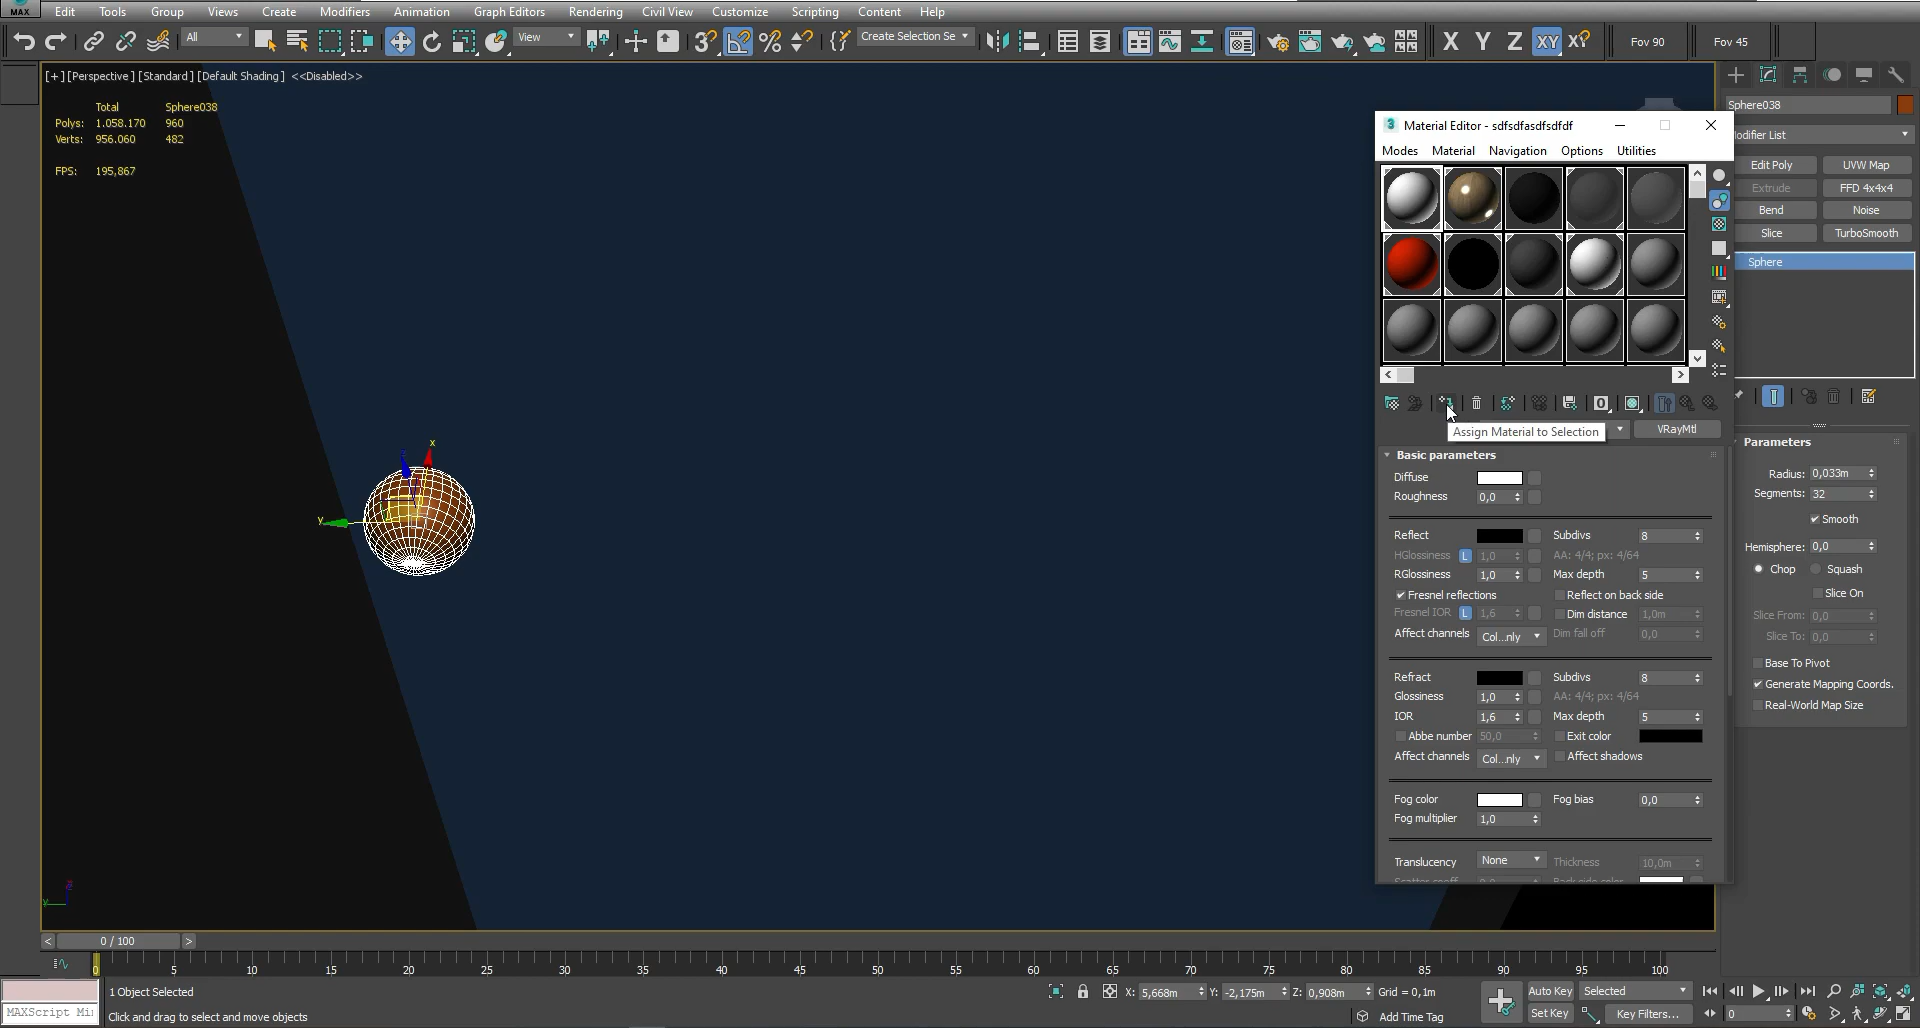 MAX Edit Tools Group Views Create Modifiers Animation Graph Editors Rendering Civil View Customize Scripting Content Help
All View 3 Create Selection Se X Y Z XY XY Fov 90 Fov 45
[+] [Perspective ] [Standard ] [Default Shading ] <<Disabled>>
Total Sphere038
Polys: 1.058.170 960
Verts: 956.060 482
FPS: 195,867
x
y
y
3 Material Editor - sdfsdfasdfsdfdf
Modes Material Navigation Options Utilities
Assign Material to Selection VRayMtl
Basic parameters
Diffuse
Roughness 0,0
Reflect Subdivs 8
HGlossiness L 1,0 AA: 4/4; px: 4/64
RGlossiness 1,0 Max depth 5
Fresnel reflections Reflect on back side
Fresnel IOR L 1,6 Dim distance 1,0m
Affect channels Col...nly Dim fall off 0,0
Refract Subdivs 8
Glossiness 1,0 AA: 4/4; px: 4/64
IOR 1,6 Max depth 5
Abbe number 50,0 Exit color
Affect channels Col...nly Affect shadows
Fog color Fog bias 0,0
Fog multiplier 1,0
Translucency None Thickness 10,0m
Sphere038
odifier List
Edit Poly UVW Map
Extrude FFD 4x4x4
Bend Noise
Slice TurboSmooth
Sphere
Parameters
Radius: 0,033m
Segments: 32
Smooth
Hemisphere: 0,0
Chop Squash
Slice On
Slice From: 0,0
Slice To: 0,0
Base To Pivot
Generate Mapping Coords.
Real-World Map Size
< 0 / 100 >
0 5 10 15 20 25 30 35 40 45 50 55 60 65 70 75 80 85 90 95 100
1 Object Selected X: 5,668m Y: -2,175m Z: 0,908m Grid = 0,1m Auto Key Selected
MAXScript Mi Click and drag to select and move objects Add Time Tag Set Key Key Filters... 0